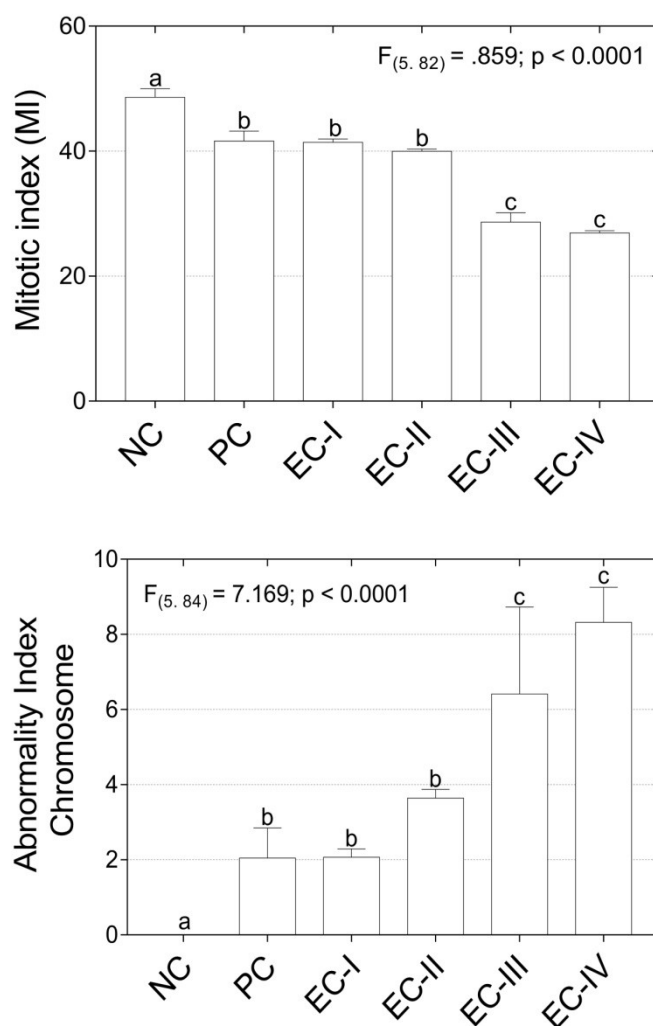 60
F(5. 82) = .859; p < 0.0001
a
b
b
b
40
c
c
20
0
Mitotic index (MI)
NC
PC
EC-I
EC-II
EC-III
EC-IV
10
F(5. 84) = 7.169; p < 0.0001
c
c
8
6
b
4
b
b
2
a
0
Abnormality Index
Chromosome
NC
PC
EC-I
EC-II
EC-III
EC-IV